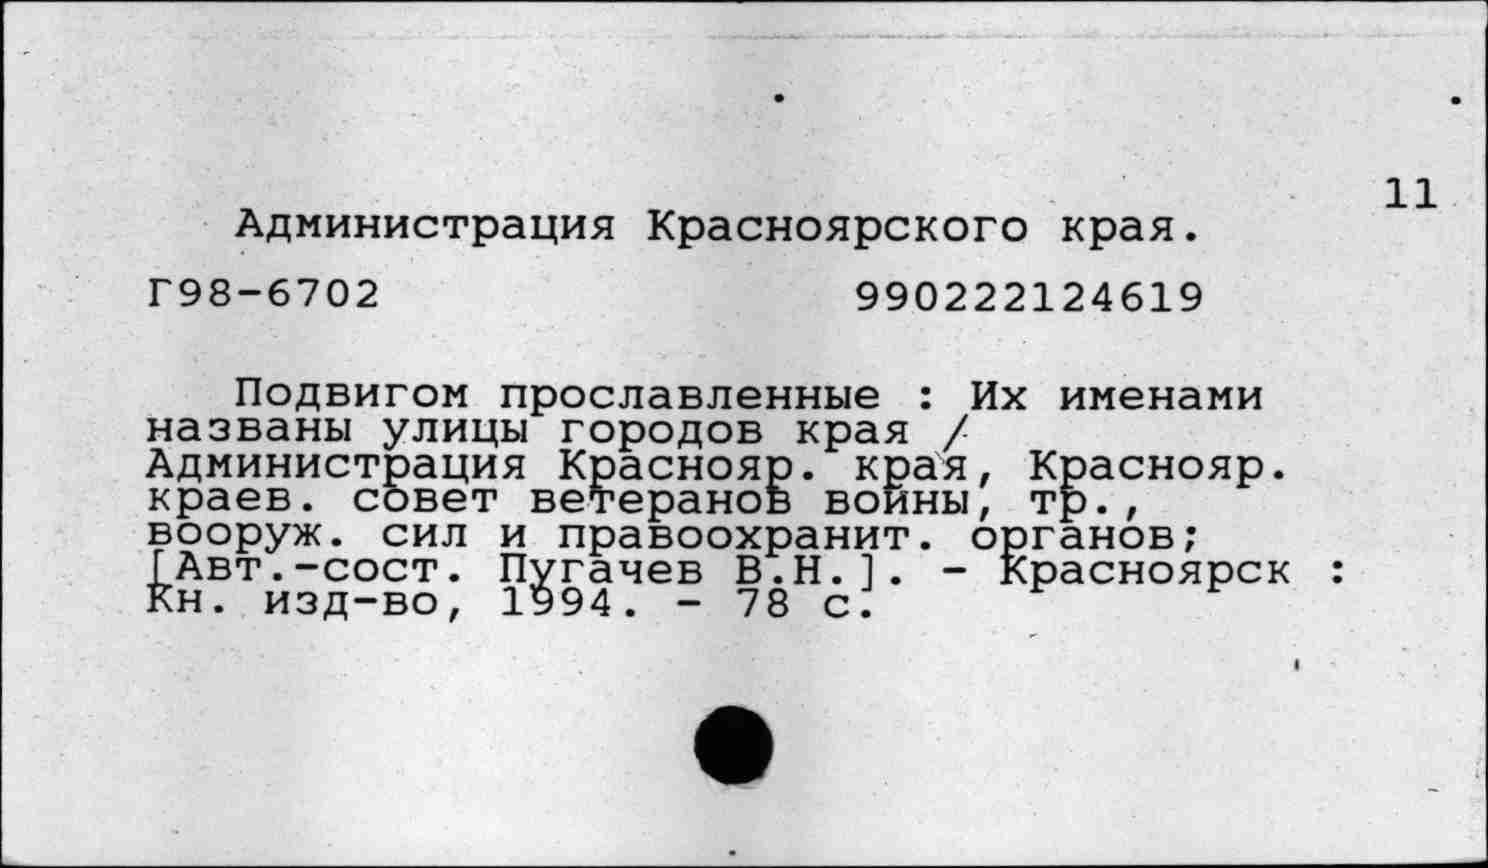 11
Администрация Красноярского края.
Г98-6702 990222124619
Подвигом прославленные : Их именами
названы улицы городов края /
Администрация Краснояр. края, Краснояр.
краев. совет ветеранов войны, тр.,
вооруж. сил и правоохранит. органов;
[Авт.-сост. Пугачев В.Н.]. - Красноярск :
Кн. изд-во, 1994. - 78 с.